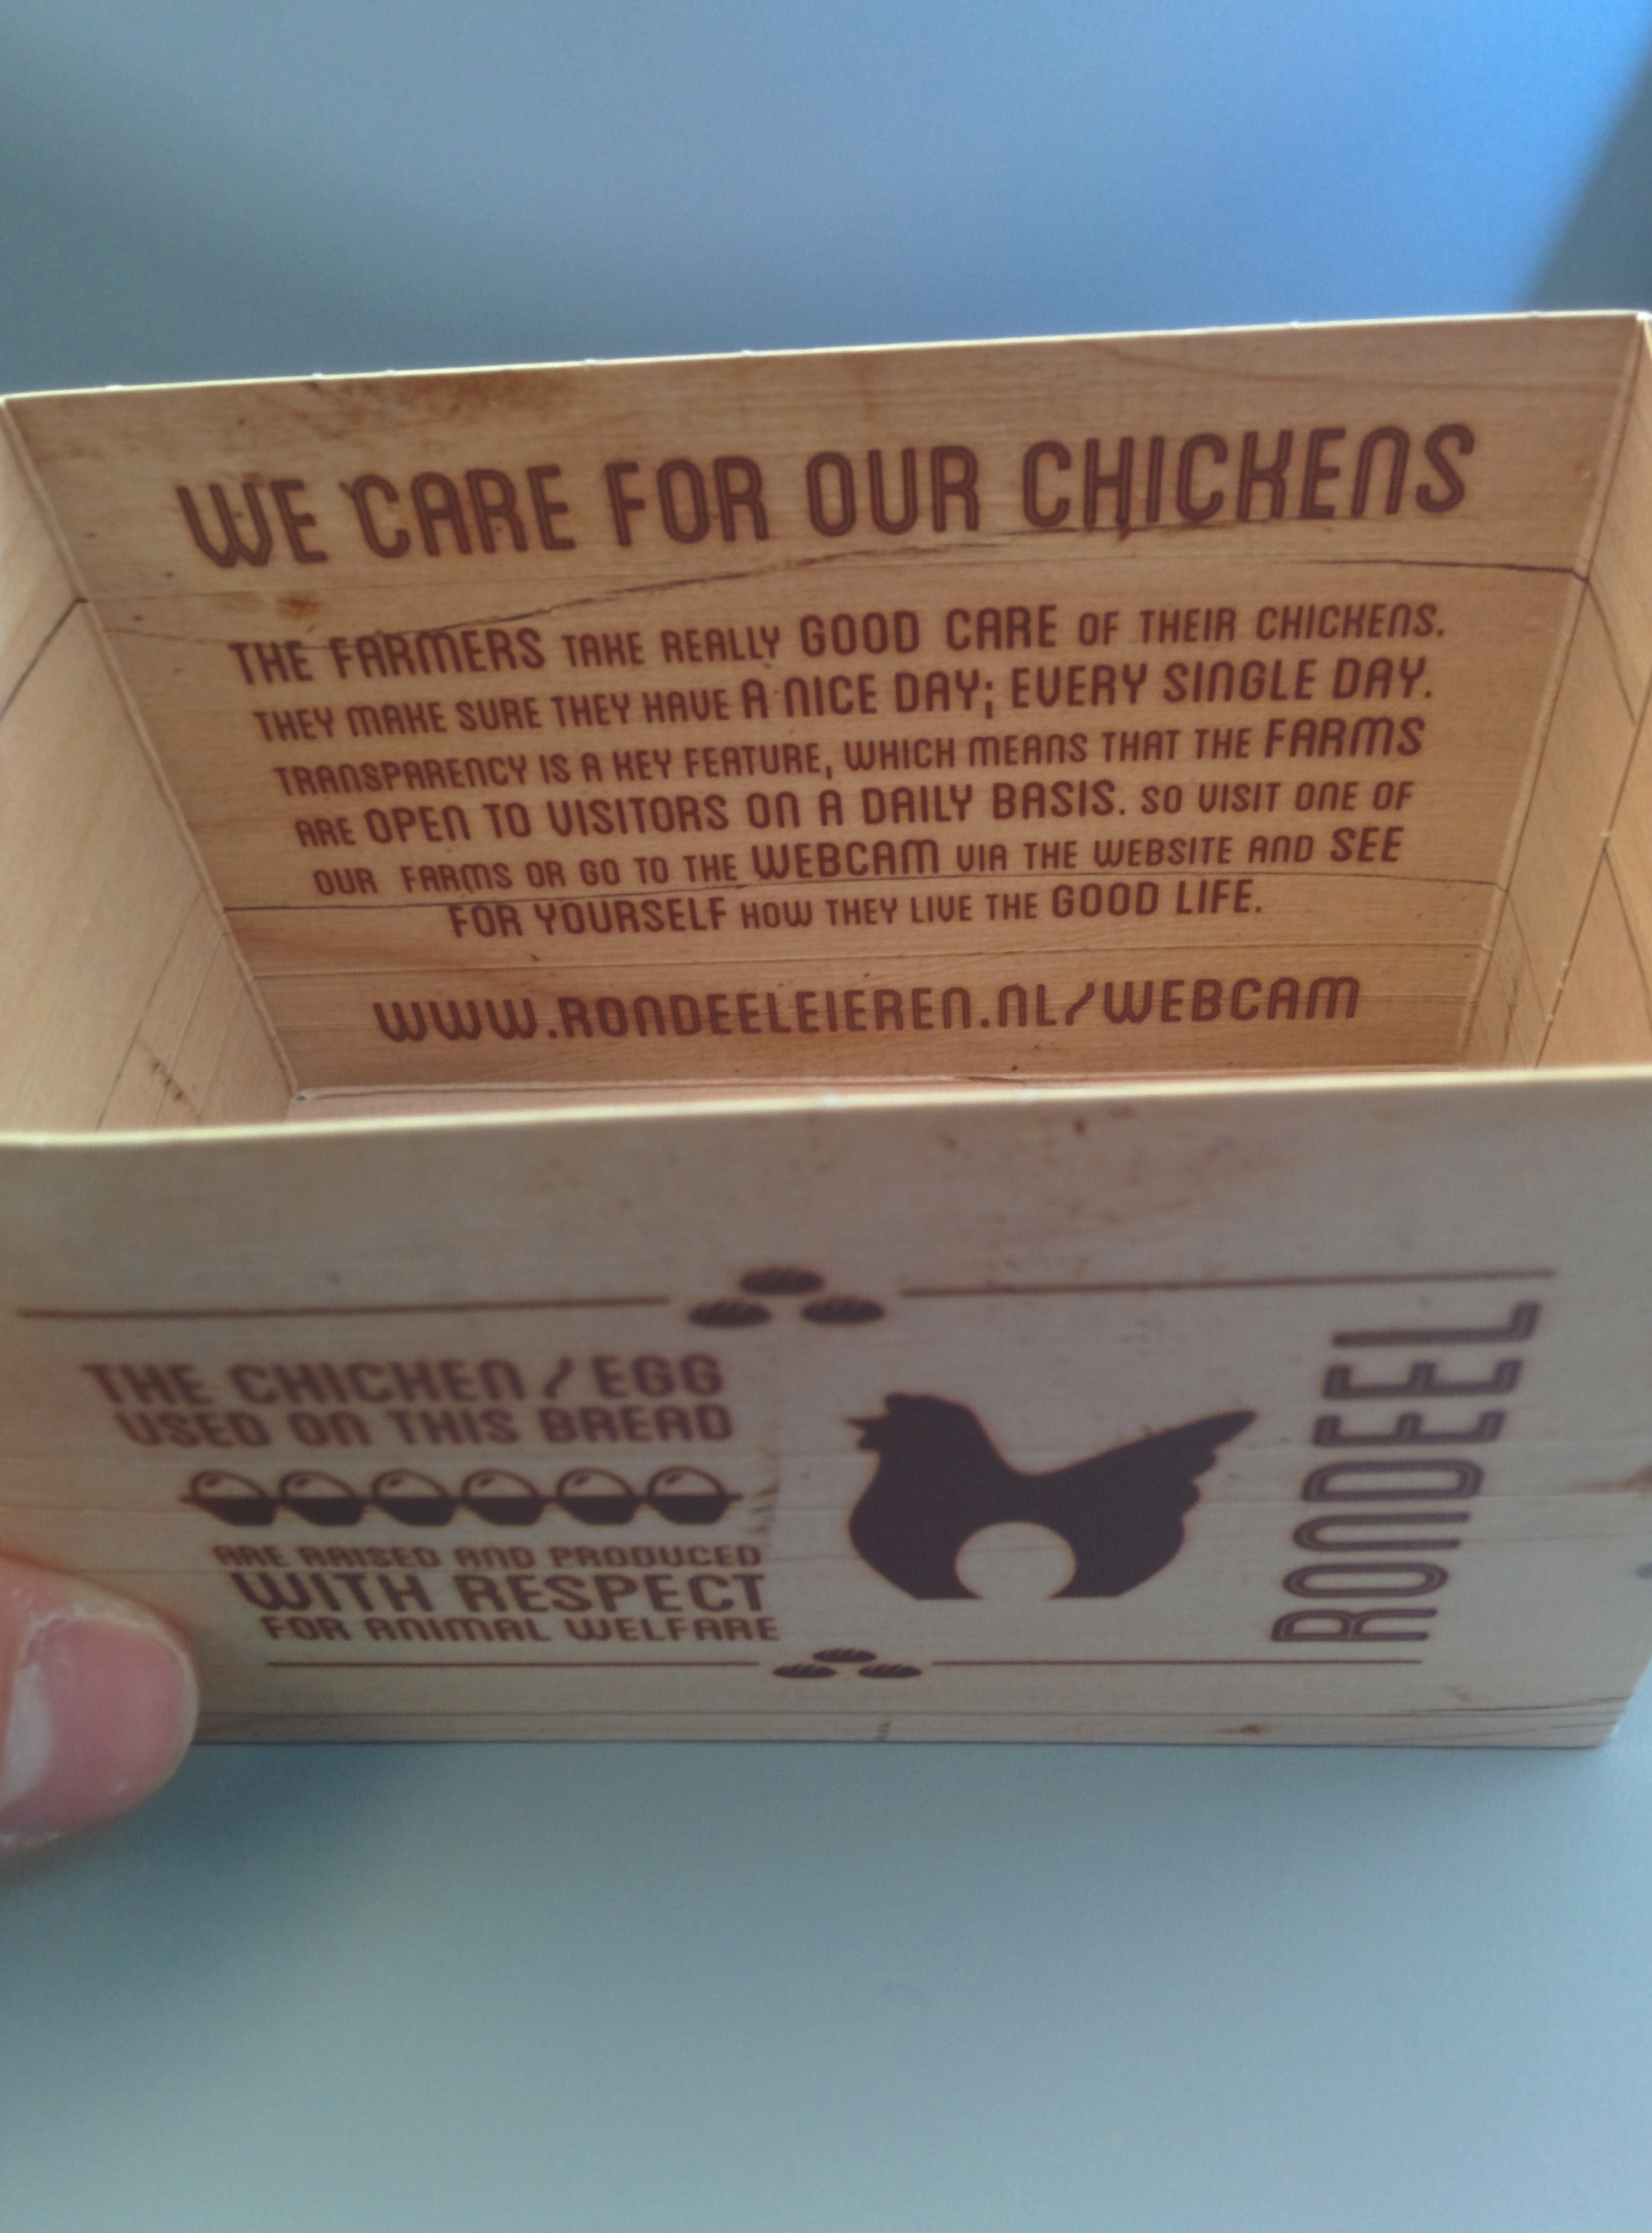 WE CARE FOR OUR CHICKENS
THE FARMERS TAKE REALLY GOOD CARE OF THEIR CHICKENS.
THEY MAKE SURE THEY HAVE A NICE DAY; EVERY SINGLE DAY.
TRANSPARENCY IS A KEY FEATURE, WHICH MEANS THAT THE FARMS
ARE OPEN TO VISITORS ON A DAILY BASIS. SO VISIT ONE OF
OUR FARMS OR GO TO THE WEBCAM VIA THE WEBSITE AND SEE
FOR YOURSELF HOW THEY LIVE THE GOOD LIFE.
WWW.RONDEELEIEREN.NL/WEBCAM
THE CHICKEN/EGG
USED ON THIS BREAD
ARE RAISED AND PRODUCED
WITH RESPECT
FOR ANIMAL WELFARE
RONDEEL